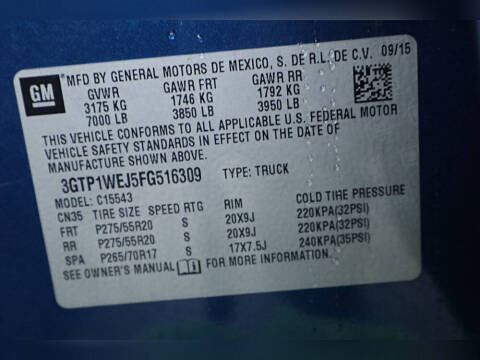 GM
MFD BY GENERAL MOTORS DE MEXICO, S. DE R.L. DE C.V. 09/15
GVWR GAWR FRT GAWR RR
3175 KG 1746 KG 1792 KG
7000 LB 3850 LB 3950 LB
THIS VEHICLE CONFORMS TO ALL APPLICABLE U.S. FEDERAL MOTOR
VEHICLE SAFETY STANDARDS IN EFFECT ON THE DATE OF
MANUFACTURE SHOWN ABOVE.
3GTP1WEJ5FG516309 TYPE: TRUCK
MODEL: C15543
CN35 TIRE SIZE SPEED RTG RIM COLD TIRE PRESSURE
FRT P275/55R20 S 20X9J 220KPA(32PSI)
RR P275/55R20 S 20X9J 220KPA(32PSI)
SPA P265/70R17 S 17X7.5J 240KPA(35PSI)
SEE OWNER'S MANUAL FOR MORE INFORMATION.